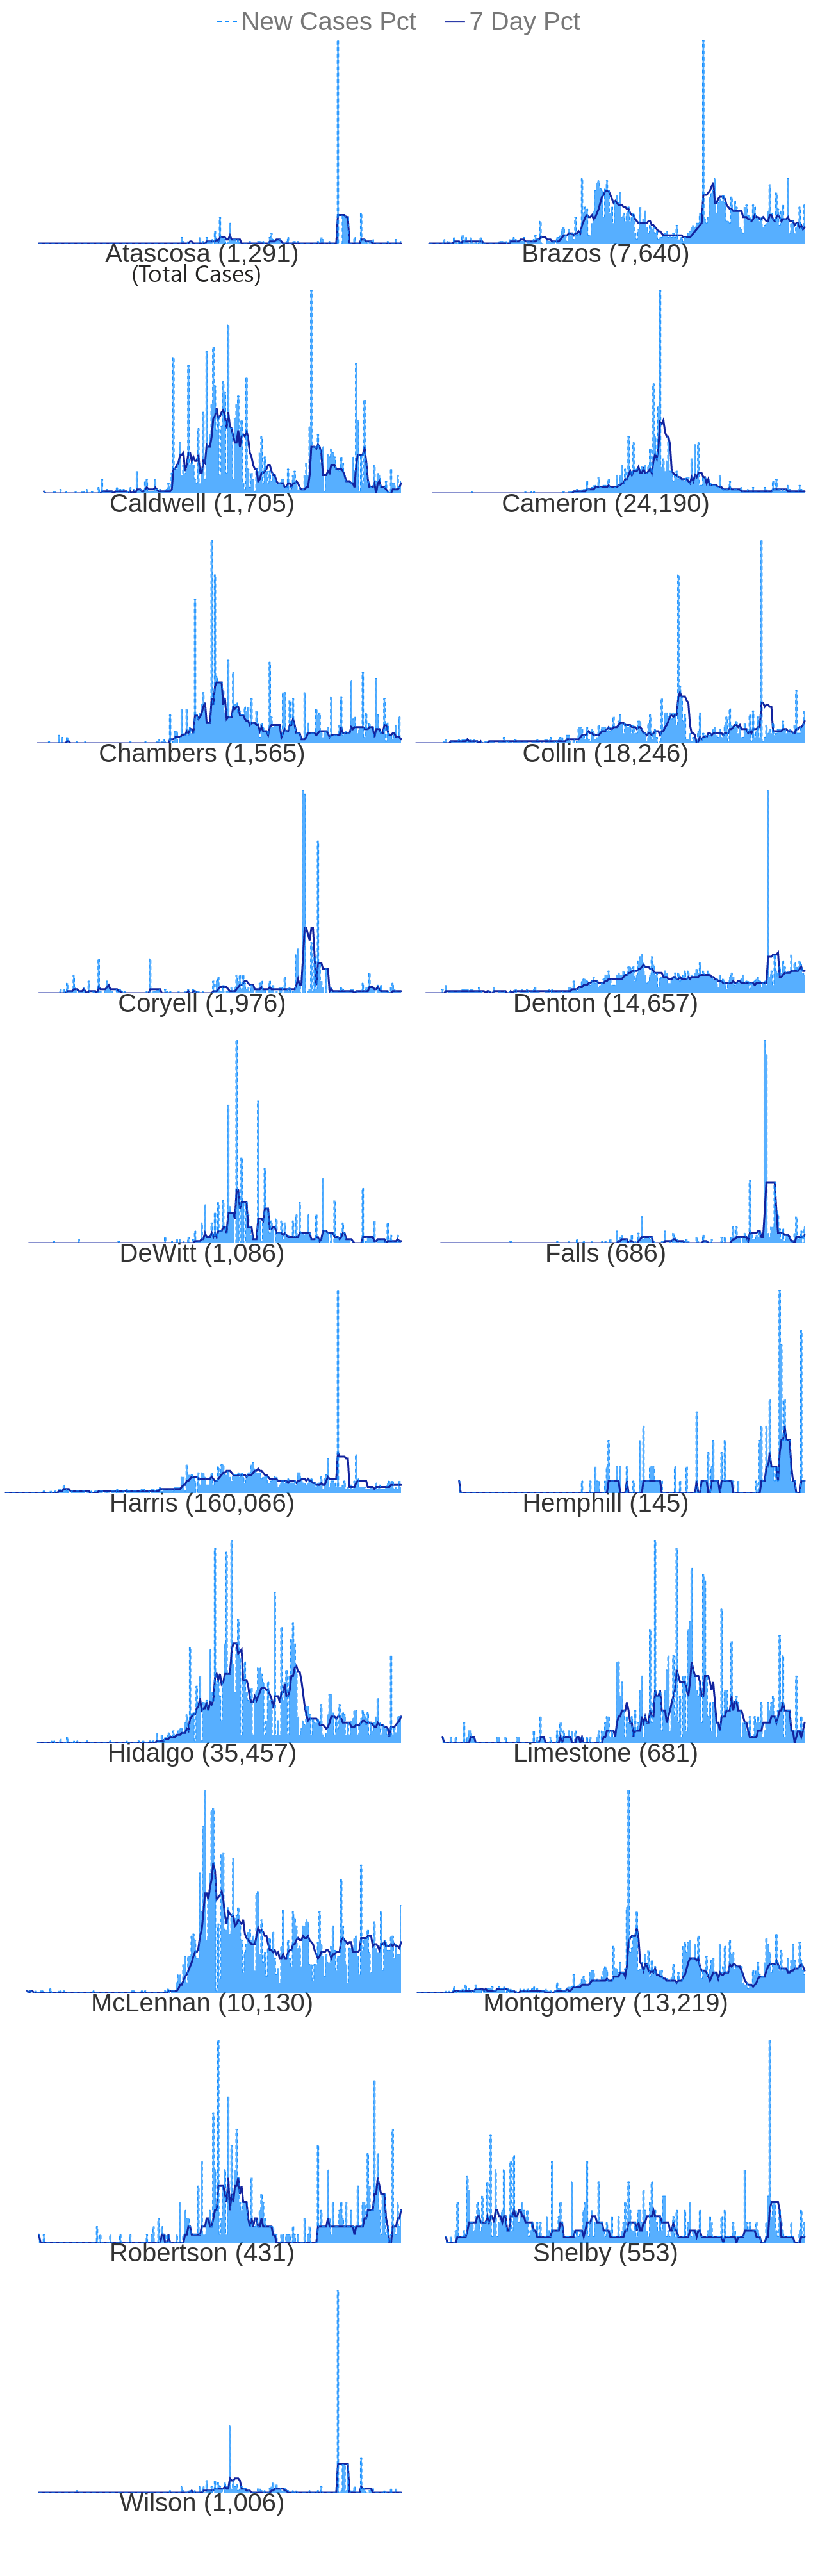 New Cases Pct 7 Day Pct
Atascosa (1,291) Brazos (7,640)
(Total Cases)
Caldwell (1,705) Cameron (24,190)
Chambers (1,565) Collin (18,246)
Coryell (1,976) Denton (14,657)
DeWitt (1,086) Falls (686)
Harris (160,066) Hemphill (145)
Hidalgo (35,457) Limestone (681)
McLennan (10,130) Montgomery (13,219)
Robertson (431) Shelby (553)
Wilson (1,006)